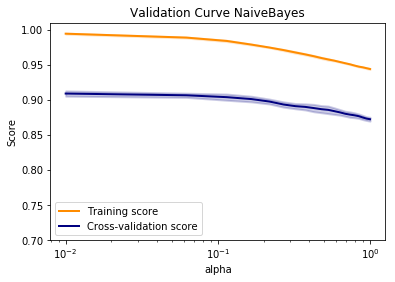 Validation Curve NaiveBayes
1.00
0.95
0.90
0.85
0.80
0.75
0.70
Score
Training score
Cross-validation score
10⁻²
10⁻¹
10⁰
alpha